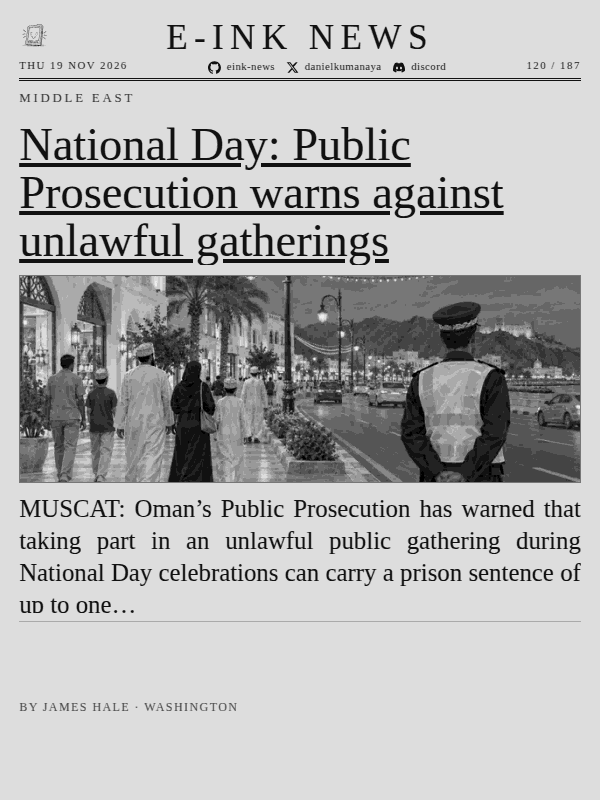 E-INK NEWS
THU 19 NOV 2026
eink-news danielkumanaya discord
120 / 187
MIDDLE EAST
National Day: Public
Prosecution warns against
unlawful gatherings
MUSCAT: Oman’s Public Prosecution has warned that
taking part in an unlawful public gathering during
National Day celebrations can carry a prison sentence of
up to one…
BY JAMES HALE · WASHINGTON